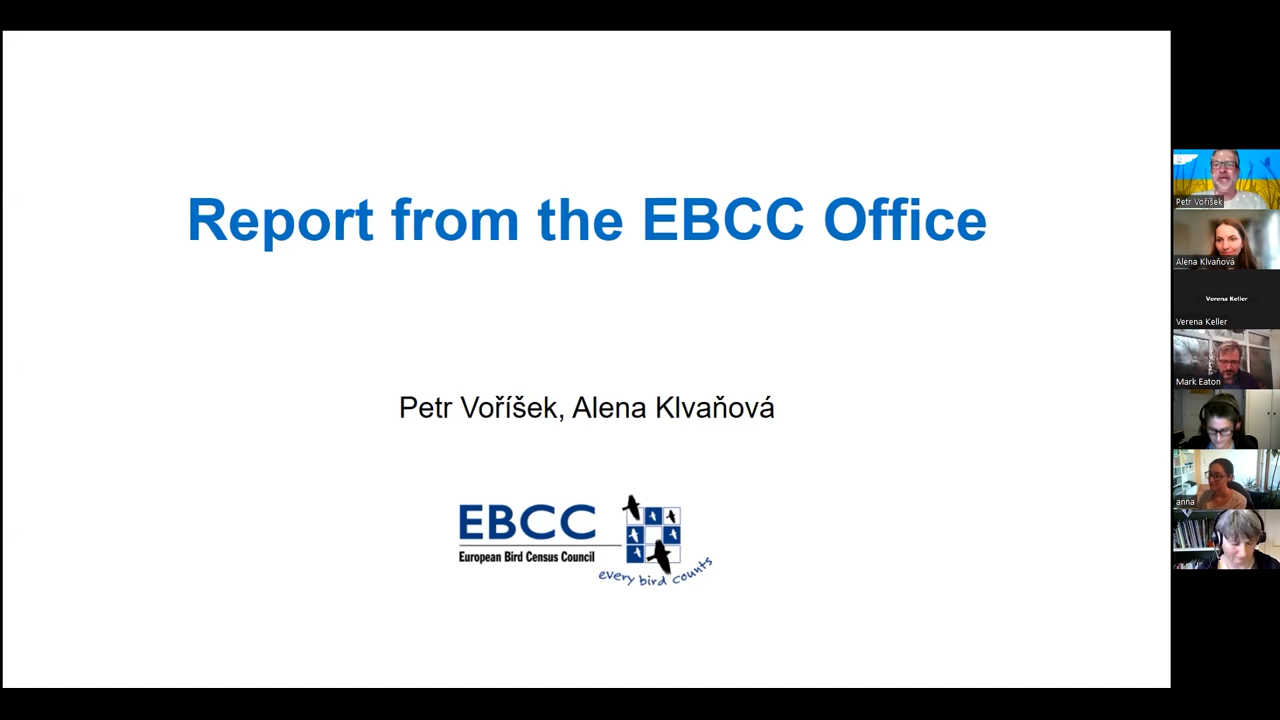 Report from the EBCC Office
Petr Voříšek, Alena Klvaňová
EBCC
European Bird Census Council
every bird counts
Petr Voříšek
Alena Klvaňová
Verena Keller
Verena Keller
Mark Eaton
anna